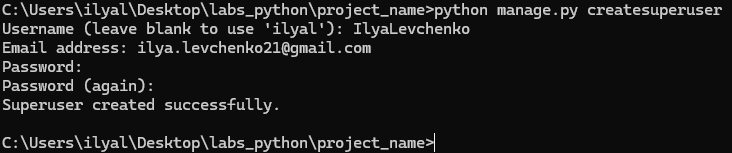 C:\Users\ilyal\Desktop\labs_python\project_name>python manage.py createsuperuser
Username (leave blank to use 'ilyal'): IlyaLevchenko
Email address: ilya.levchenko21@gmail.com
Password:
Password (again):
Superuser created successfully.
C:\Users\ilyal\Desktop\labs_python\project_name>